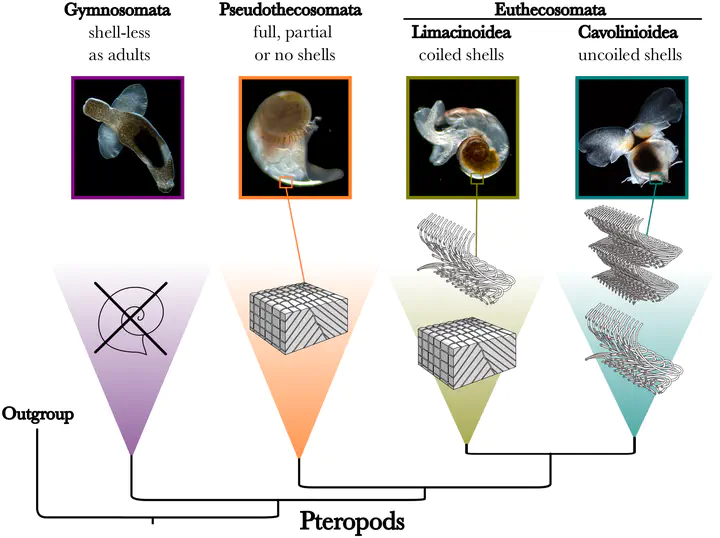 Gymnosomata
shell-less
as adults
Pseudothecosomata
full, partial
or no shells
Euthecosomata
Limacinoidea
coiled shells
Cavolinioidea
uncoiled shells
Outgroup
Pteropods